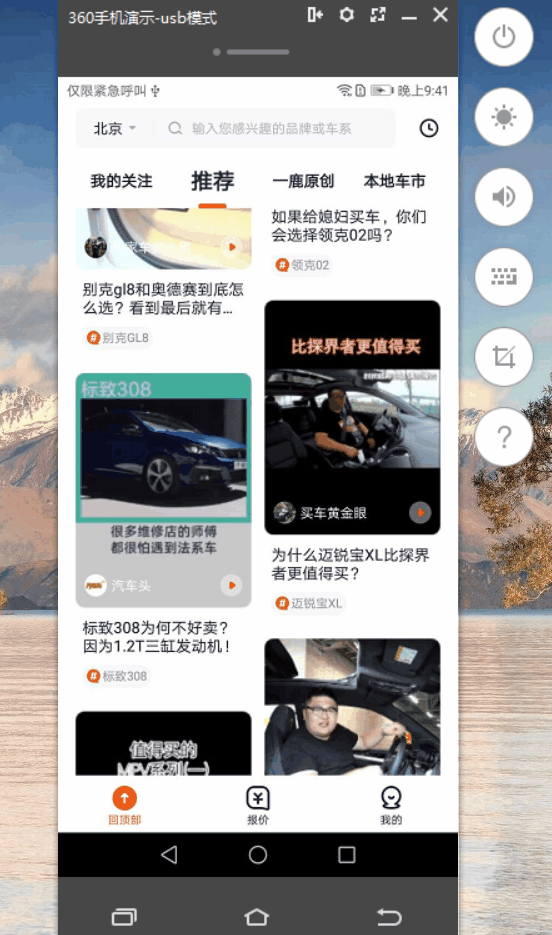 360手机演示-usb模式
仅限紧急呼叫
晚上9:41
北京
输入您感兴趣的品牌或车系
我的关注
推荐
一鹿原创
本地车市
别克gl8和奥德赛到底怎
么选？看到最后就有...
别克GL8
标致308
很多维修店的师傅
都很怕遇到法系车
汽车头
标致308为何不好卖？
因为1.2T三缸发动机！
标致308
值得买的
MPV系列(一)
如果给媳妇买车，你们
会选择领克02吗？
领克02
比探界者更值得买
买车黄金眼
为什么迈锐宝XL比探界
者更值得买？
迈锐宝XL
回顶部
报价
我的